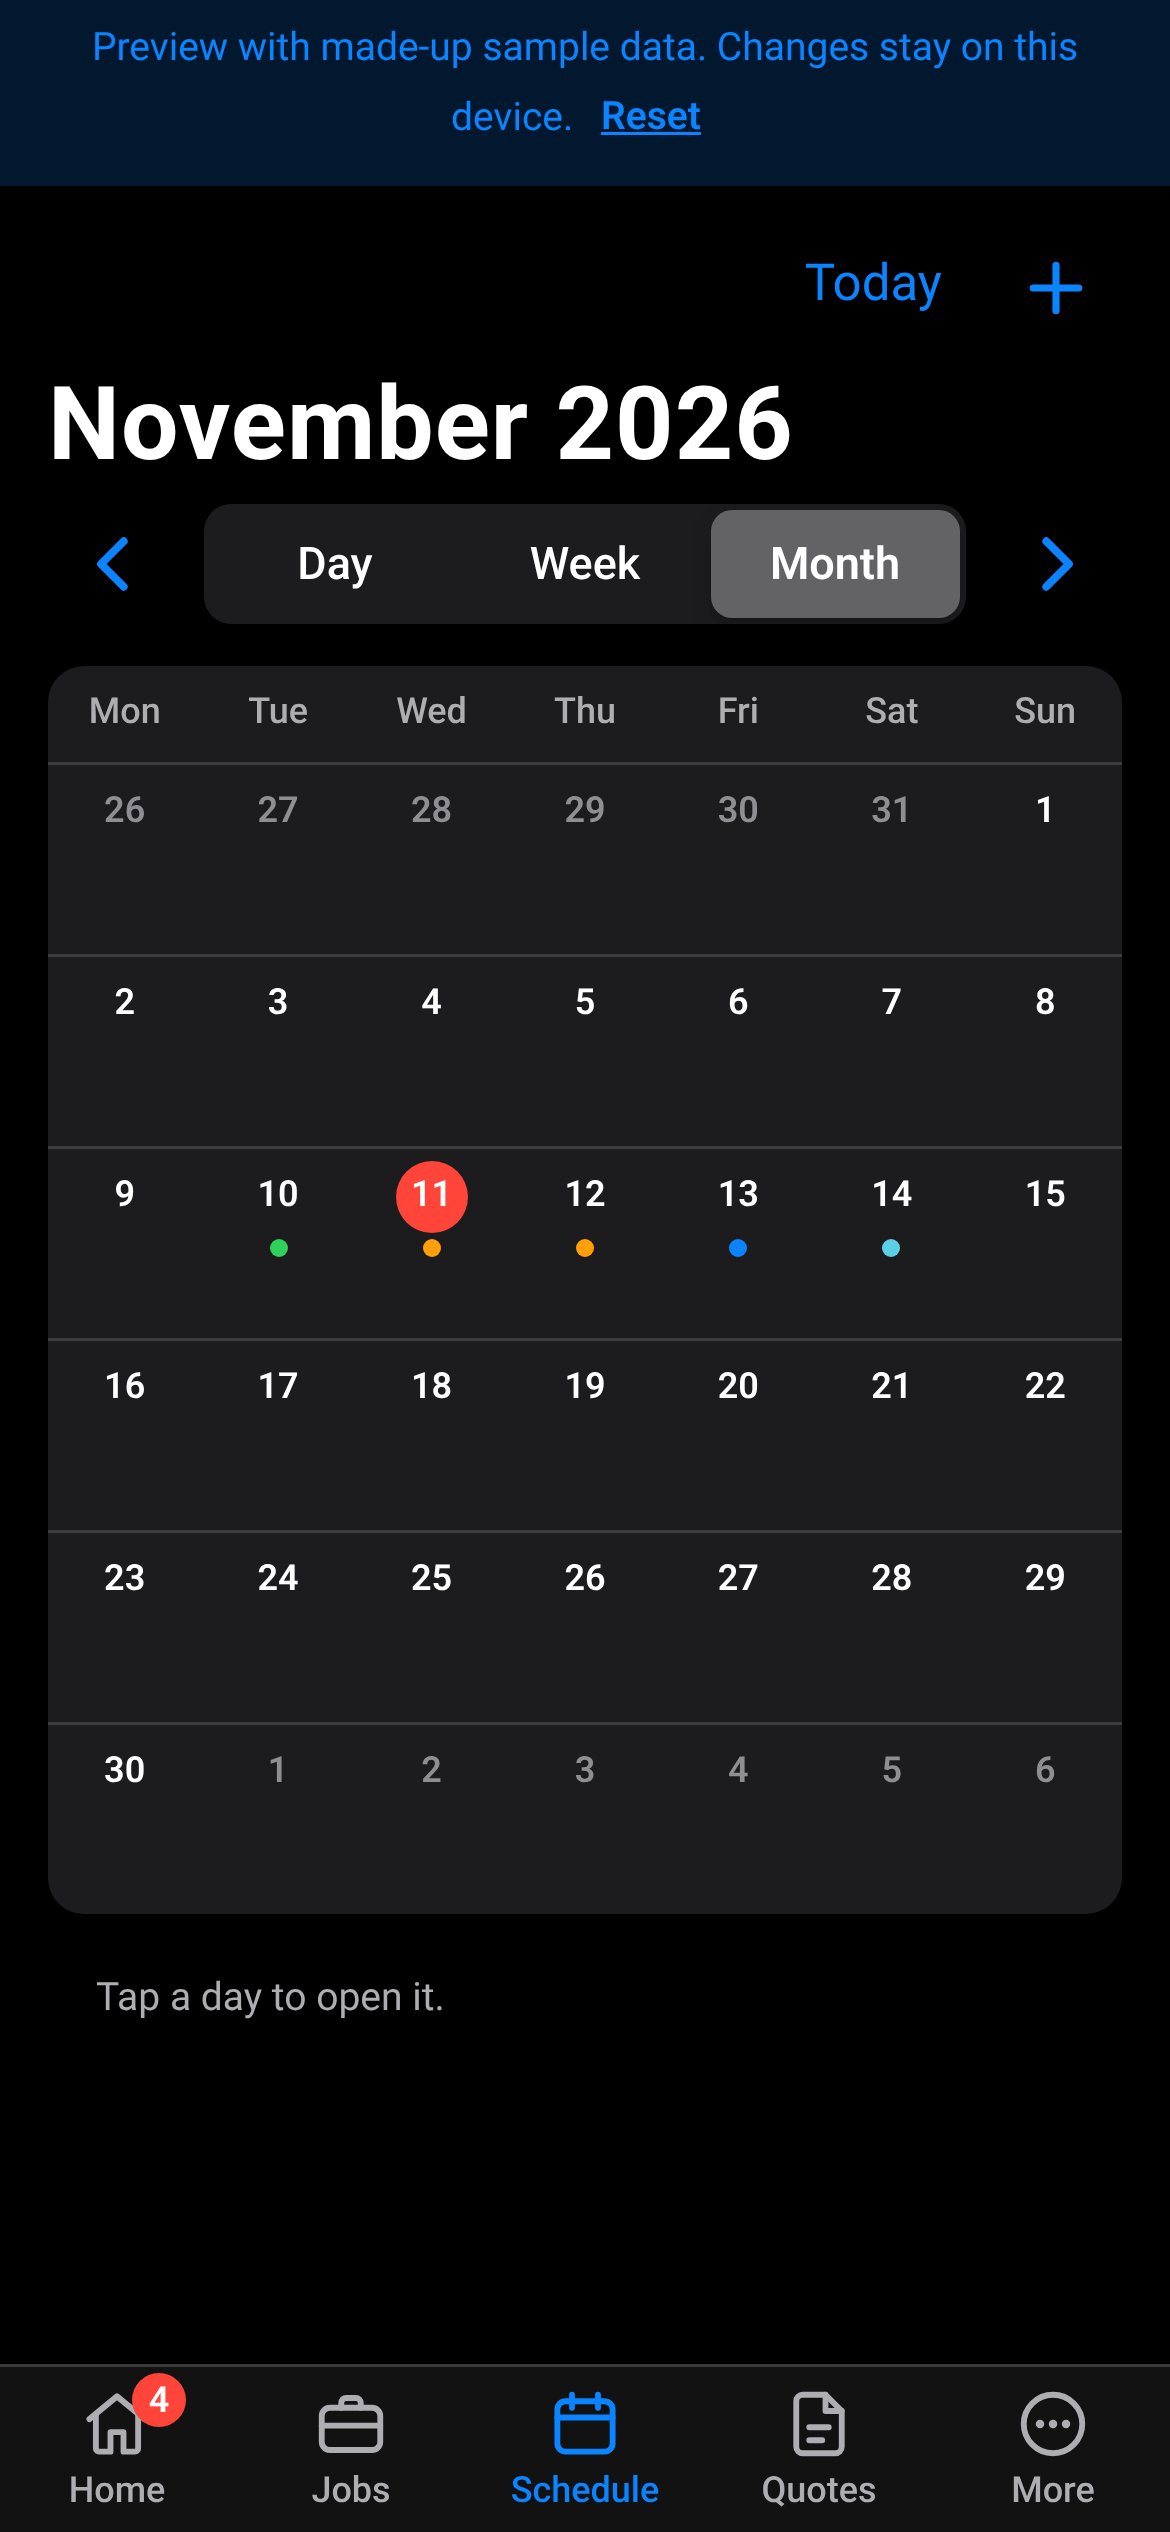 Preview with made-up sample data. Changes stay on this
device. Reset
Today
November 2026
Day Week Month
Mon Tue Wed Thu Fri Sat Sun
26 27 28 29 30 31 1
2 3 4 5 6 7 8
9 10 11 12 13 14 15
16 17 18 19 20 21 22
23 24 25 26 27 28 29
30 1 2 3 4 5 6
Tap a day to open it.
4
Home Jobs Schedule Quotes More